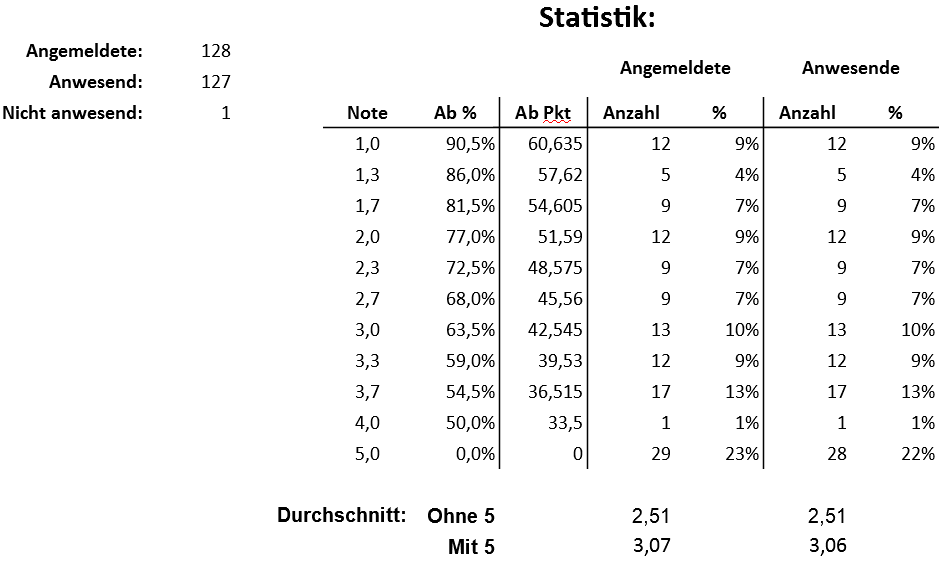 Statistik:
Angemeldete: 128
Anwesend: 127
Nicht anwesend: 1
Angemeldete Anwesende
Note Ab % Ab Pkt Anzahl % Anzahl %
1,0 90,5% 60,635 12 9% 12 9%
1,3 86,0% 57,62 5 4% 5 4%
1,7 81,5% 54,605 9 7% 9 7%
2,0 77,0% 51,59 12 9% 12 9%
2,3 72,5% 48,575 9 7% 9 7%
2,7 68,0% 45,56 9 7% 9 7%
3,0 63,5% 42,545 13 10% 13 10%
3,3 59,0% 39,53 12 9% 12 9%
3,7 54,5% 36,515 17 13% 17 13%
4,0 50,0% 33,5 1 1% 1 1%
5,0 0,0% 0 29 23% 28 22%
Durchschnitt: Ohne 5 2,51 2,51
Mit 5 3,07 3,06